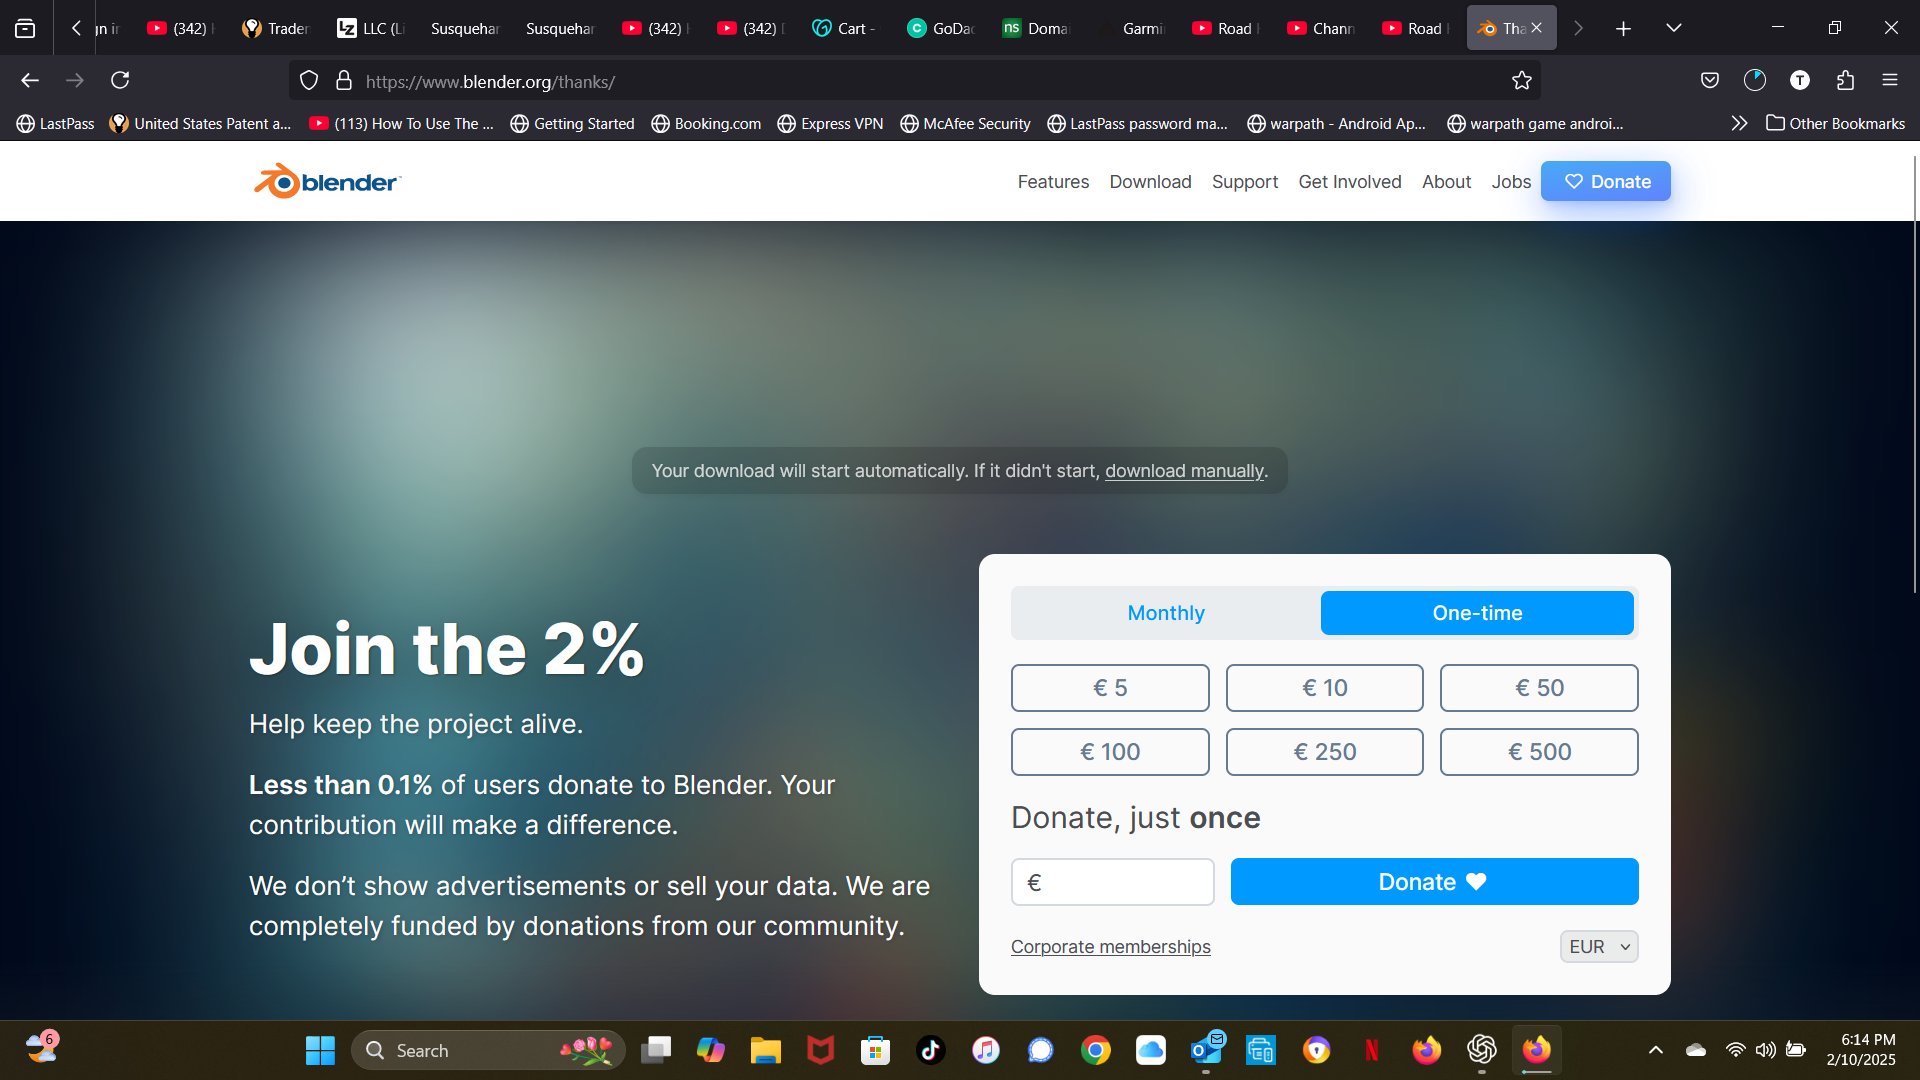 (342)
Trader
LLC (Li
Susquehar
Susquehar
(342)
(342)
Cart -
GoDac
ns
Domai
Garmi
Road
Chann
Road
Tha
https://www.blender.org/thanks/
T
LastPass
United States Patent a...
(113) How To Use The ...
Getting Started
Booking.com
Express VPN
McAfee Security
LastPass password ma...
warpath - Android Ap...
warpath game androi...
Other Bookmarks
blender
Features
Download
Support
Get Involved
About
Jobs
Donate
Your download will start automatically. If it didn't start, download manually.
Join the 2%
Help keep the project alive.
Less than 0.1% of users donate to Blender. Your
contribution will make a difference.
We don’t show advertisements or sell your data. We are
completely funded by donations from our community.
Monthly
One-time
€ 5
€ 10
€ 50
€ 100
€ 250
€ 500
Donate, just once
€
Donate
Corporate memberships
EUR
6
Search
6:14 PM
2/10/2025